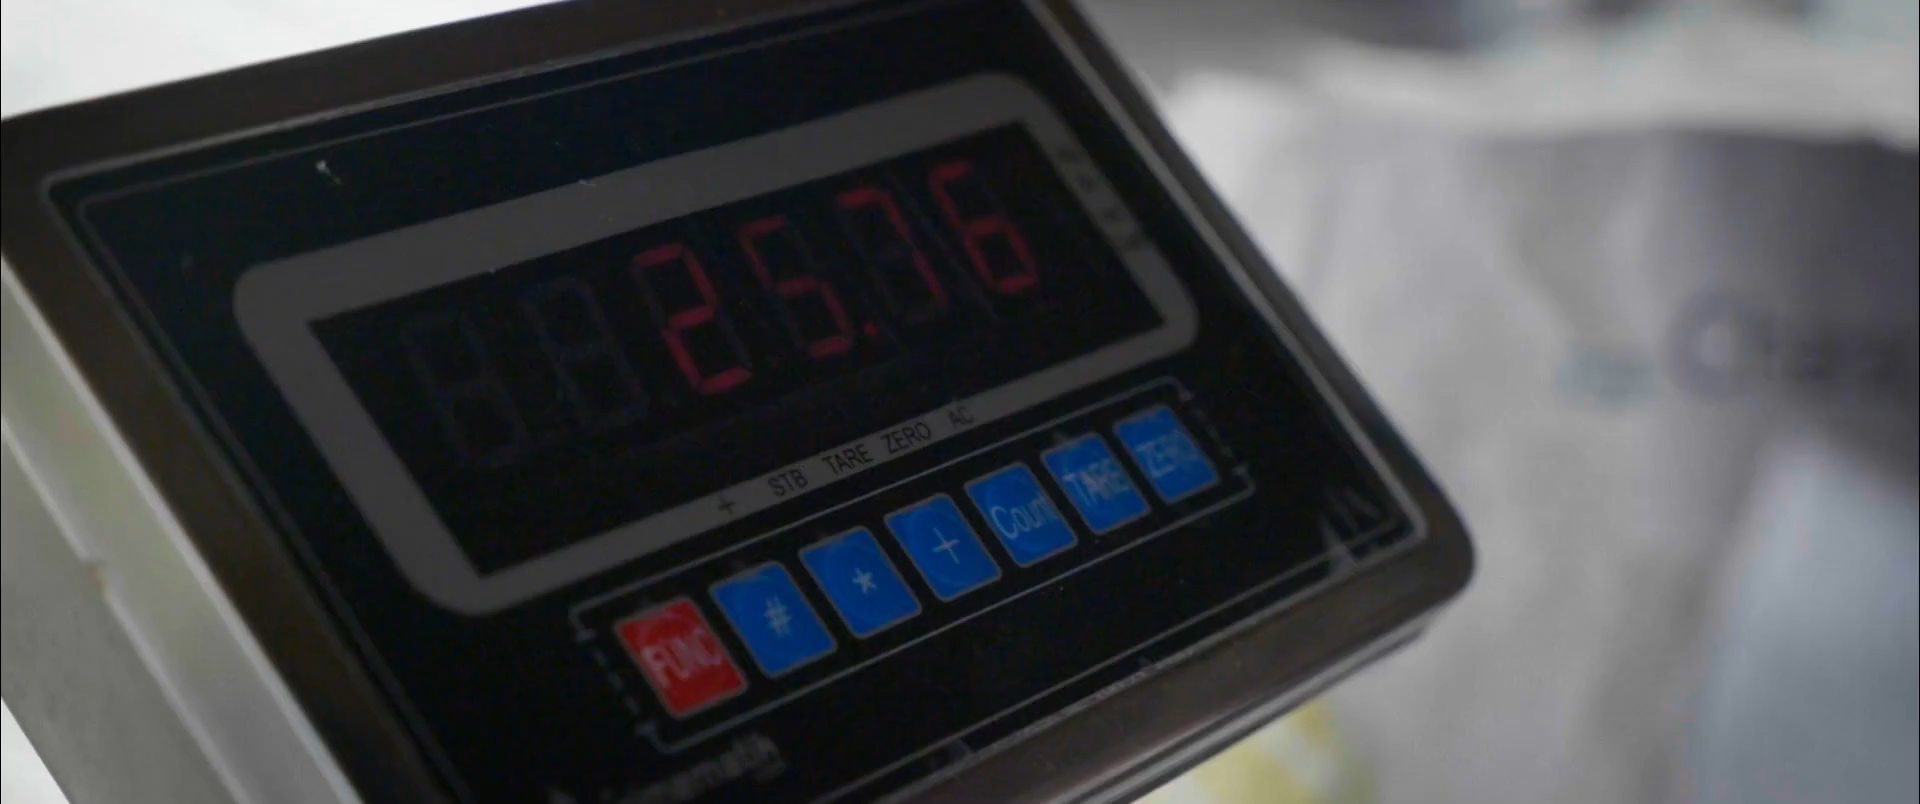 25.76
+ STB TARE ZERO AC
FUNC # * + Count TARE ZERO